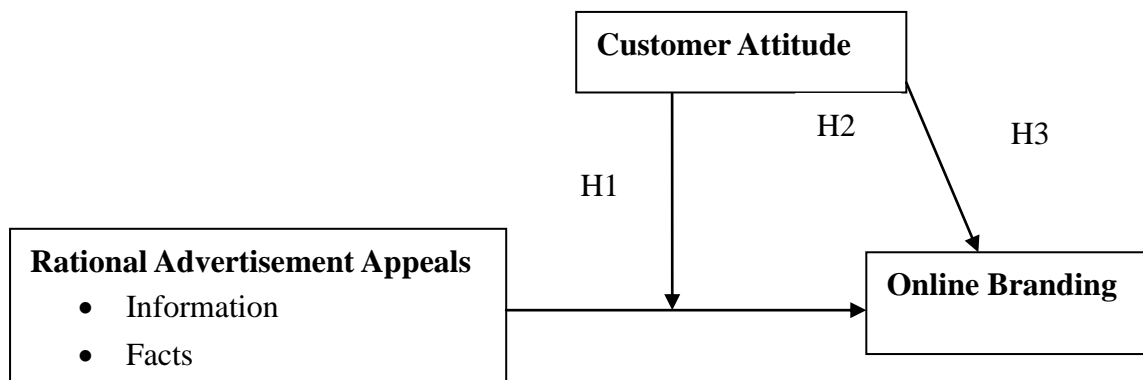 Customer Attitude
H2
H3
H1
Rational Advertisement Appeals
• Information
• Facts
Online Branding